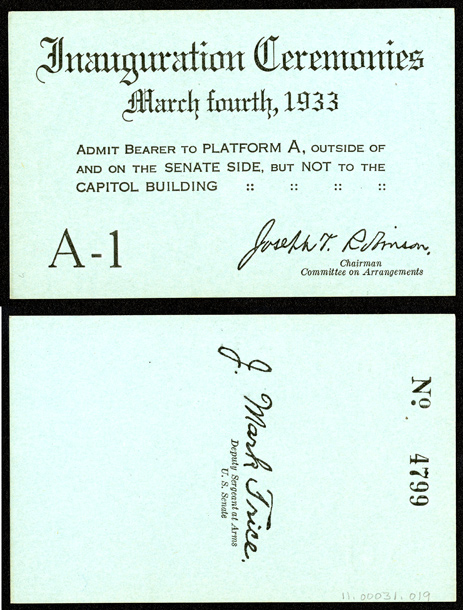 Inauguration Ceremonies
March fourth, 1933
ADMIT BEARER TO PLATFORM A, OUTSIDE OF
AND ON THE SENATE SIDE, BUT NOT TO THE
CAPITOL BUILDING :: :: :: ::
A-1
Joseph T. Robinson,
Chairman
Committee on Arrangements
No. 4799
J. Mark Trice.
Deputy Sergeant at Arms
U. S. Senate
11.00031.019